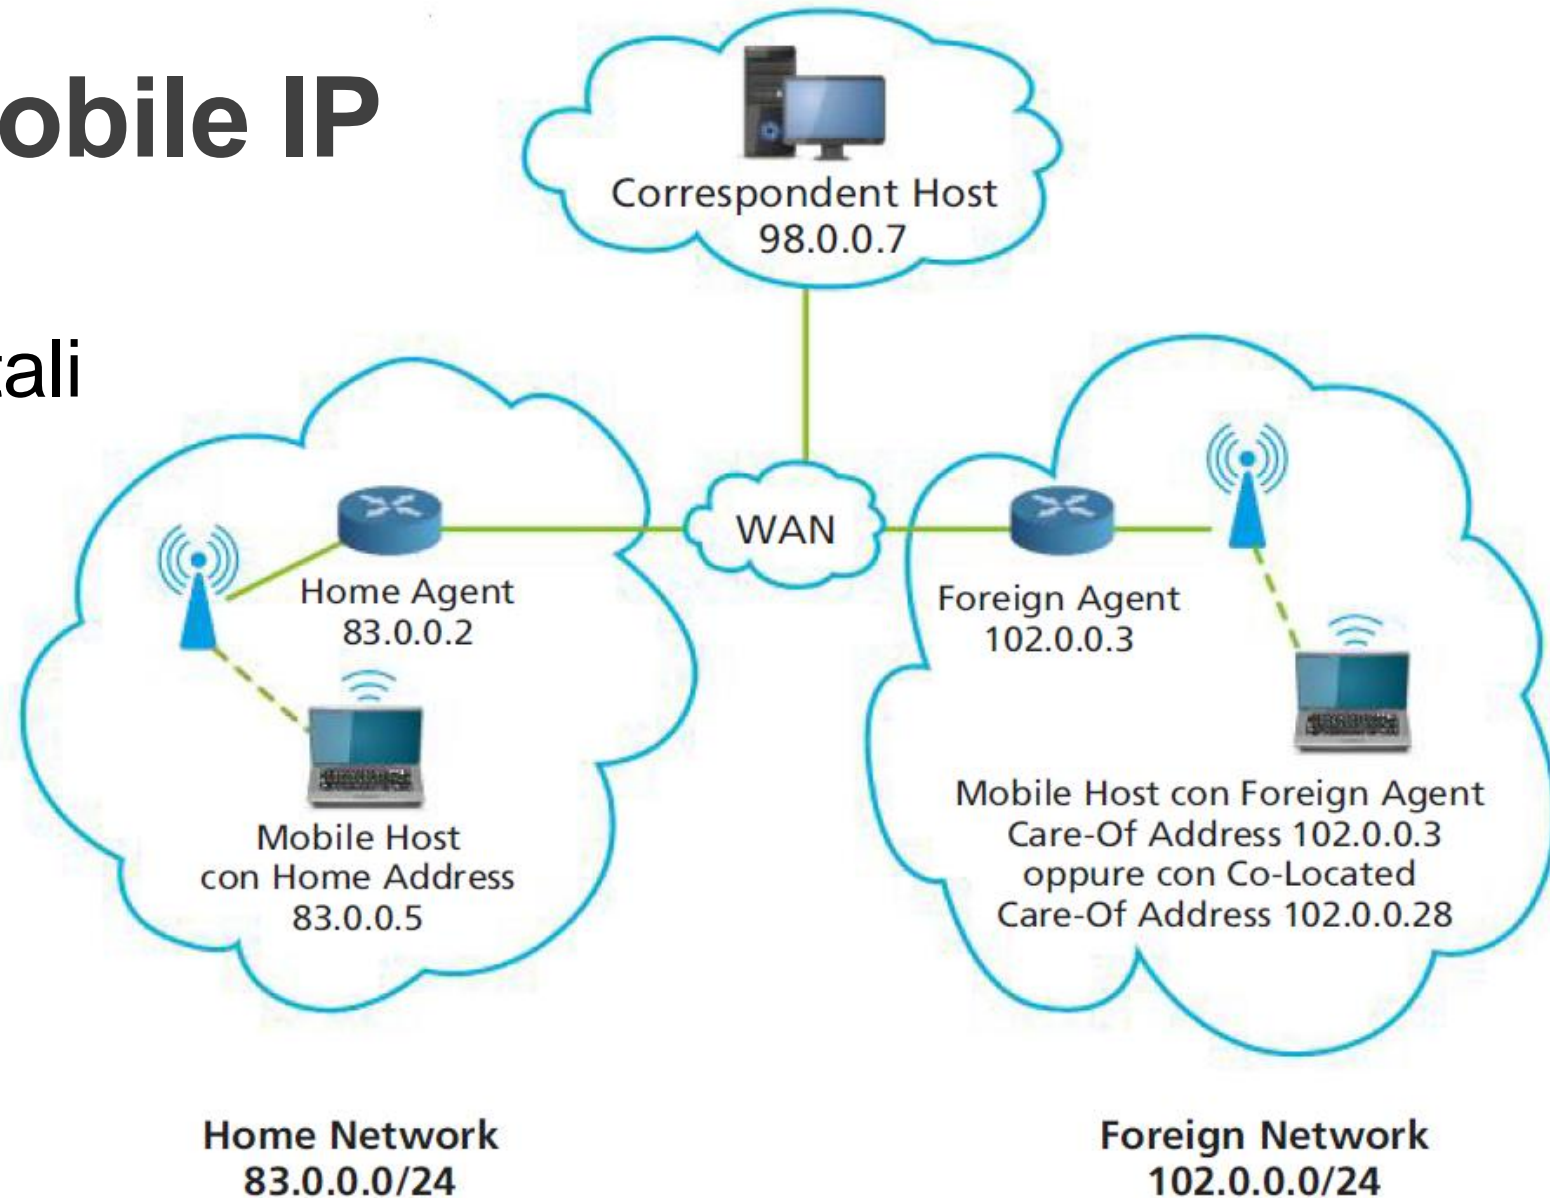 obile IP
tali
Correspondent Host
98.0.0.7
WAN
Home Agent
83.0.0.2
Foreign Agent
102.0.0.3
Mobile Host
con Home Address
83.0.0.5
Mobile Host con Foreign Agent
Care-Of Address 102.0.0.3
oppure con Co-Located
Care-Of Address 102.0.0.28
Home Network
83.0.0.0/24
Foreign Network
102.0.0.0/24